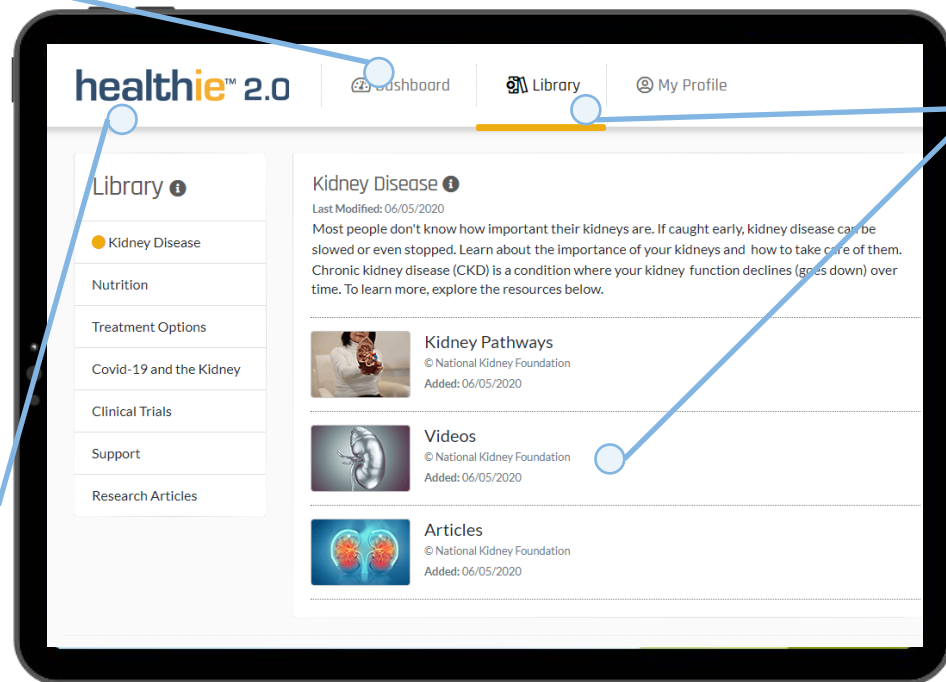 healthie™ 2.0
Dashboard
Library
My Profile
Library
Kidney Disease
Nutrition
Treatment Options
Covid-19 and the Kidney
Clinical Trials
Support
Research Articles
Kidney Disease
Last Modified: 06/05/2020
Most people don't know how important their kidneys are. If caught early, kidney disease can be
slowed or even stopped. Learn about the importance of your kidneys and how to take care of them.
Chronic kidney disease (CKD) is a condition where your kidney function declines (goes down) over
time. To learn more, explore the resources below.
Kidney Pathways
© National Kidney Foundation
Added: 06/05/2020
Videos
© National Kidney Foundation
Added: 06/05/2020
Articles
© National Kidney Foundation
Added: 06/05/2020